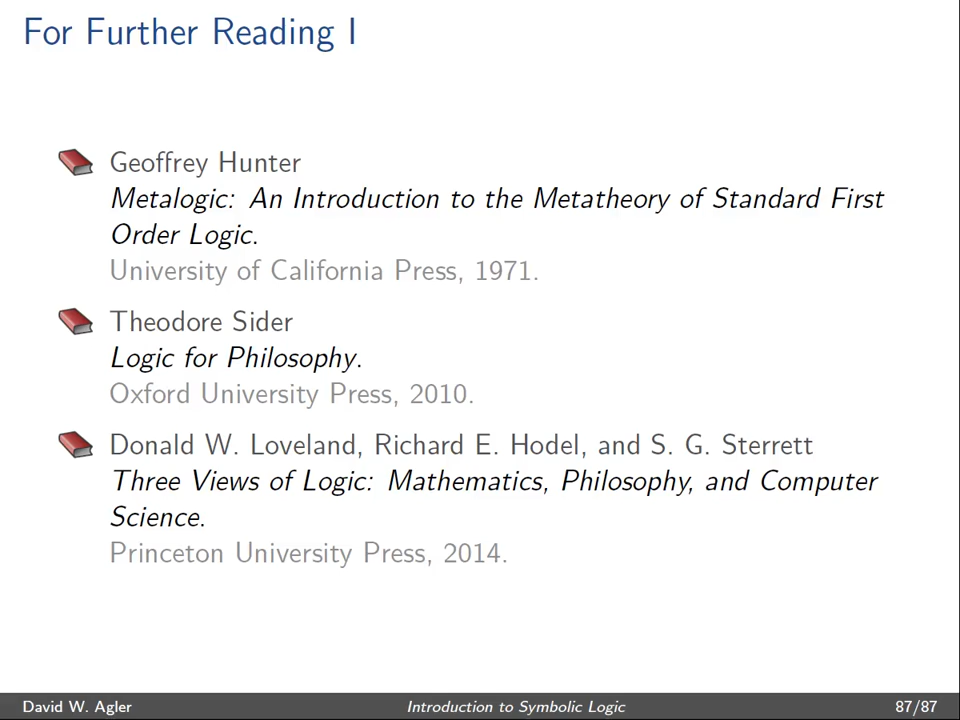 For Further Reading I
Geoffrey Hunter
Metalogic: An Introduction to the Metatheory of Standard First
Order Logic.
University of California Press, 1971.
Theodore Sider
Logic for Philosophy.
Oxford University Press, 2010.
Donald W. Loveland, Richard E. Hodel, and S. G. Sterrett
Three Views of Logic: Mathematics, Philosophy, and Computer
Science.
Princeton University Press, 2014.
David W. Agler Introduction to Symbolic Logic 87/87